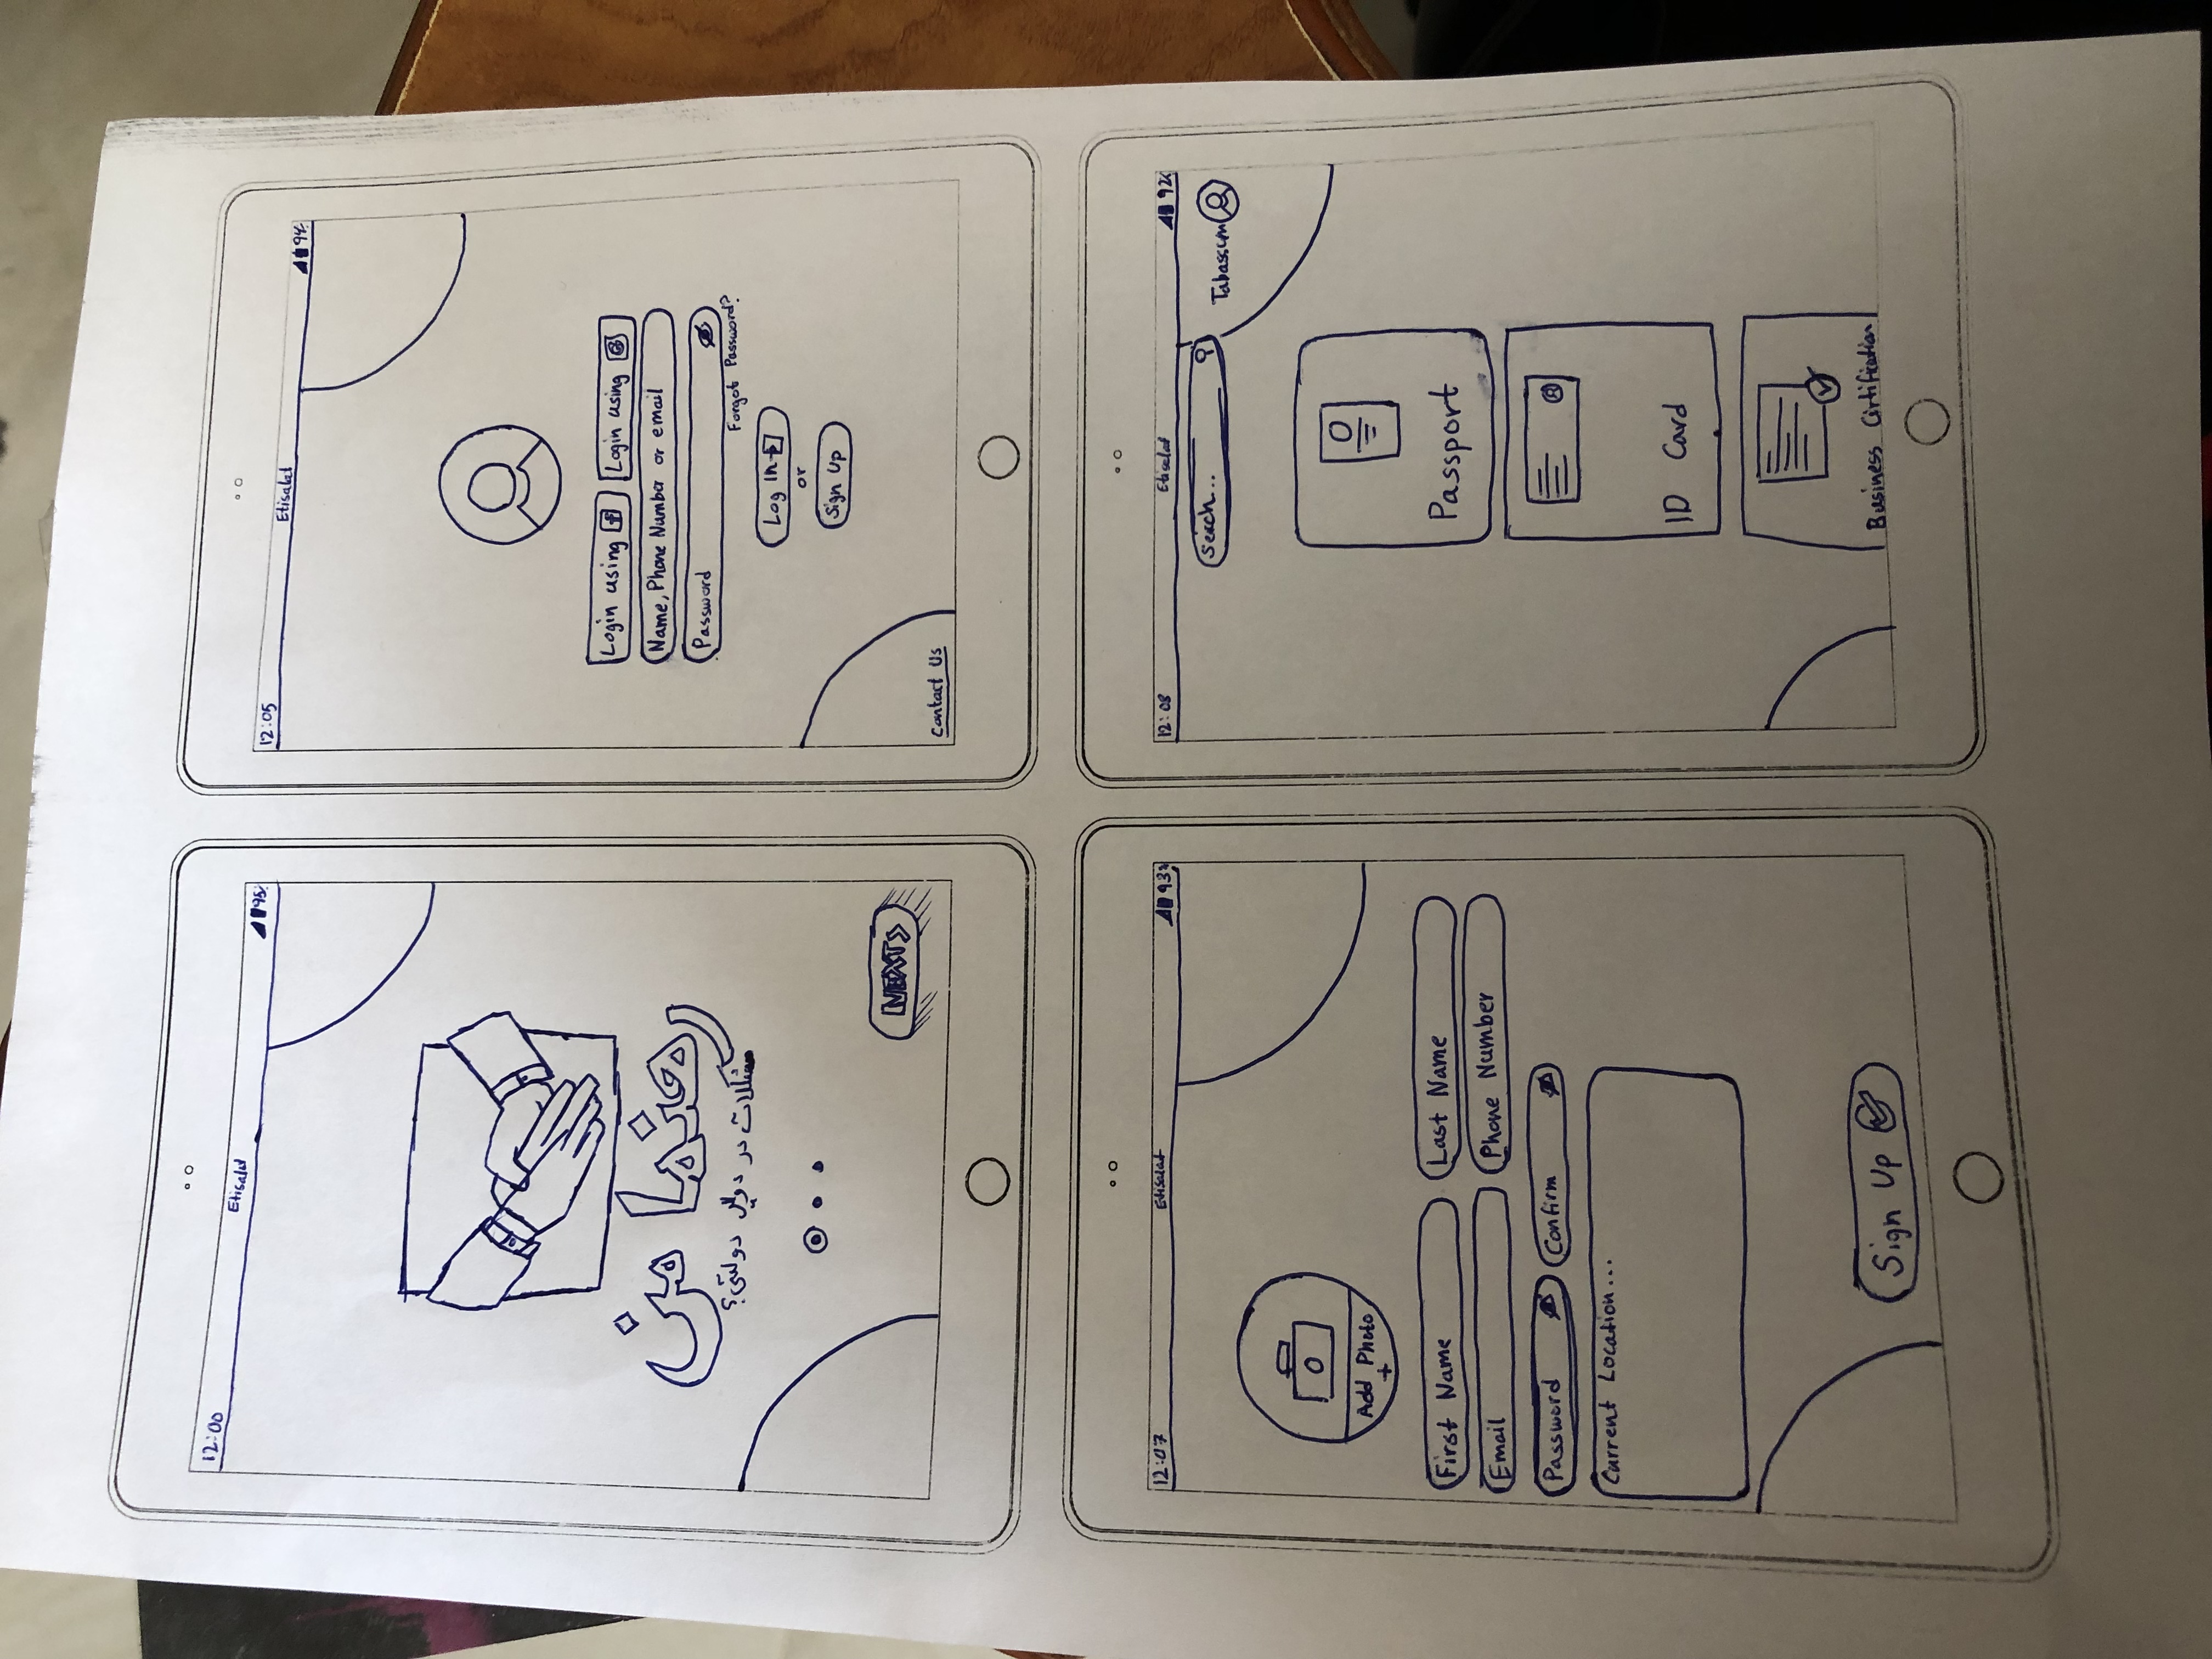 12:00
Etisalat
95%
رهنما من
مشکلات در دوایر دولتی؟
NEXT>
12:05
Etisalat
94%
Login using f
Login using
Name, Phone Number or email
Password
Forgot Password?
Log In
or
Sign Up
Contact Us
12:07
Etisalat
93%
Add Photo
+
First Name
Last Name
Email
Phone Number
Password
Confirm
Current Location...
Sign Up
12:08
Etisalat
92%
Serch...
Tabassum
Passport
ID Card
Business Cirtification